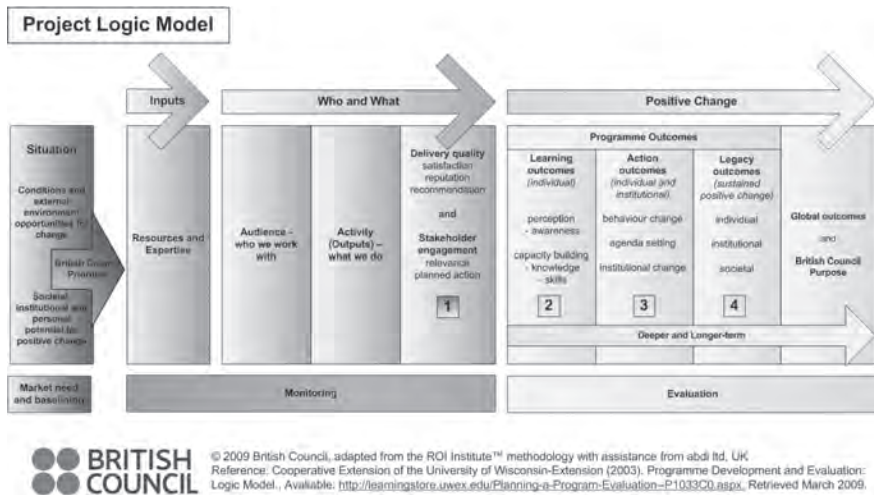 Project Logic Model
Inputs
Who and What
Positive Change
Situation
Conditions and
external
environment
opportunities for
change
British Council
Priorities
Societal,
institutional and
personal
potential for
positive change
Resources and
Expertise
Audience -
who we work
with
Activity
(Outputs) –
what we do
Delivery quality
satisfaction
reputation
recommendation
and
Stakeholder
engagement
relevance
planned action
1
Programme Outcomes
Learning
outcomes
(individual)
perception
- awareness
capacity building
- knowledge
– skills
2
Action
outcomes
(individual and
institutional)
behaviour change
agenda setting
institutional change
3
Legacy
outcomes
(sustained
positive change)
individual
institutional
societal
4
Global outcomes
and
British Council
Purpose
Deeper and Longer-term
Market need
and baselining
Monitoring
Evaluation
BRITISH
COUNCIL
© 2009 British Council, adapted from the ROI Institute™ methodology with assistance from abdi ltd, UK
Reference: Cooperative Extension of the University of Wisconsin-Extension (2003). Programme Development and Evaluation:
Logic Model., Avaliable: http://learningstore.uwex.edu/Planning-a-Program-Evaluation--P1033C0.aspx. Retrieved March 2009.